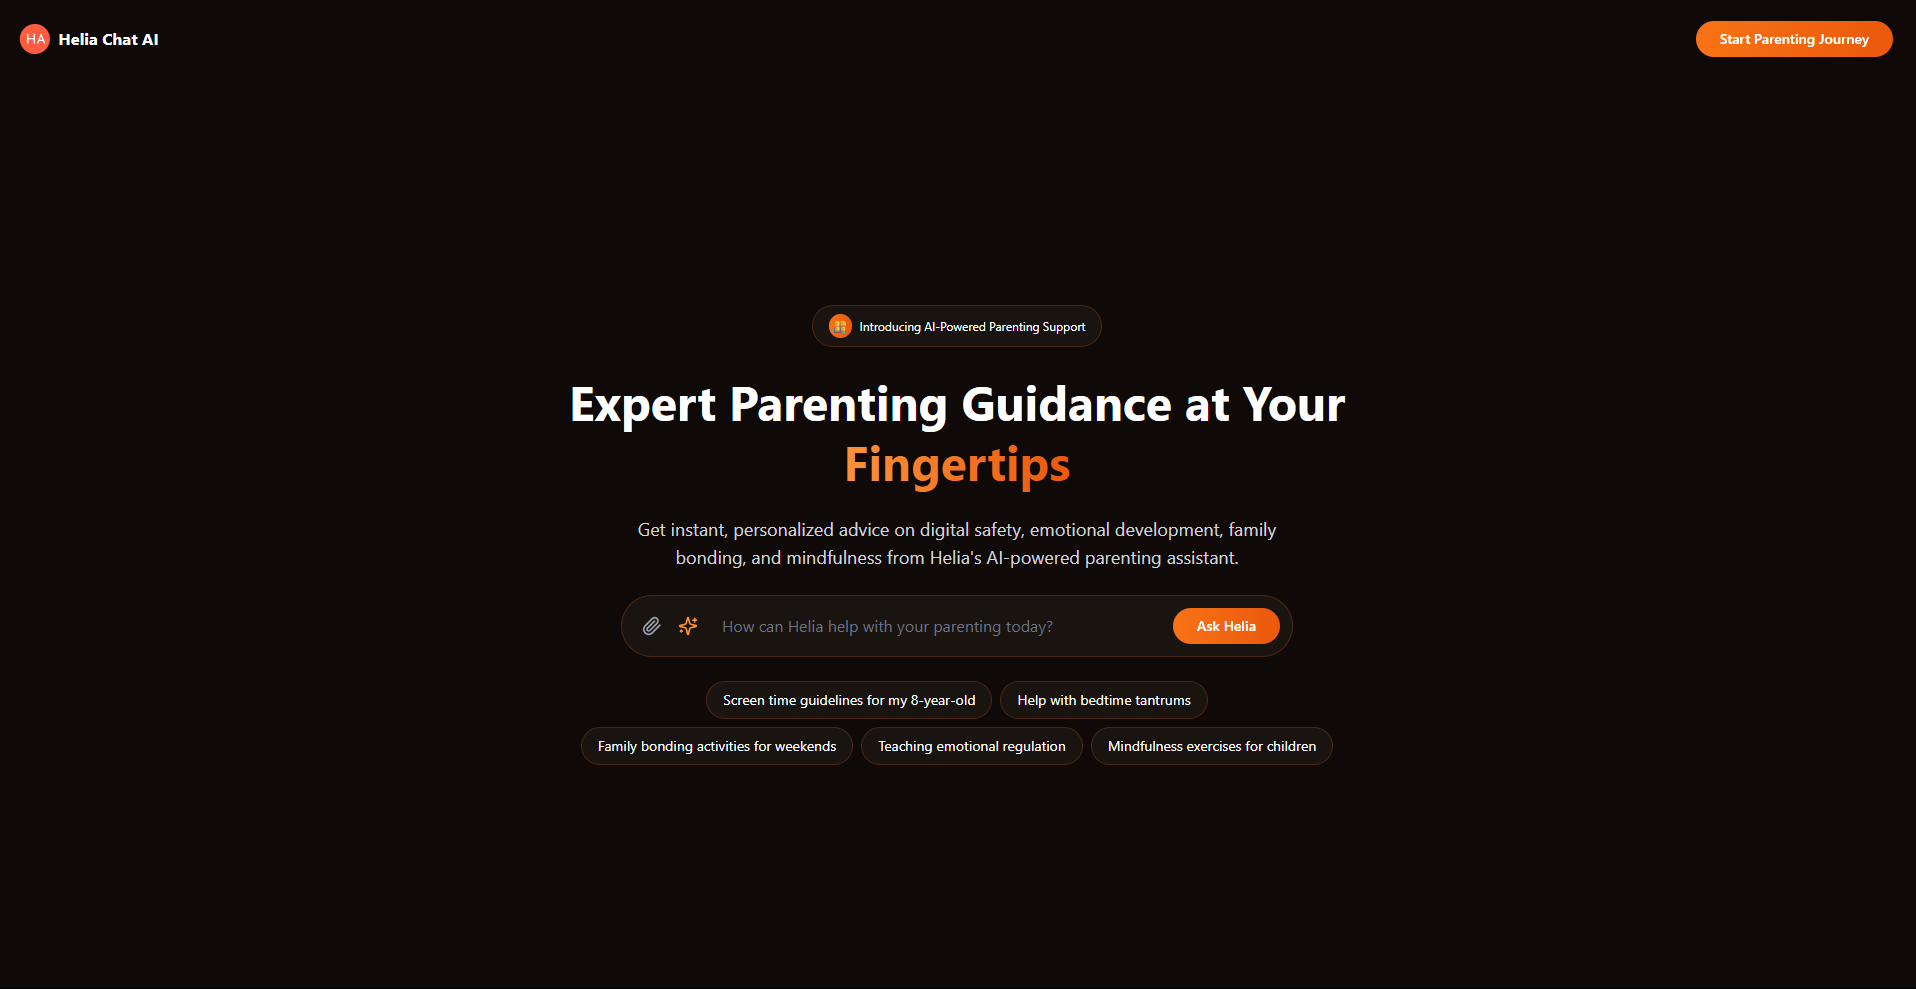 HA Helia Chat AI
Start Parenting Journey
Introducing AI-Powered Parenting Support
Expert Parenting Guidance at Your
Fingertips
Get instant, personalized advice on digital safety, emotional development, family
bonding, and mindfulness from Helia's AI-powered parenting assistant.
How can Helia help with your parenting today?
Ask Helia
Screen time guidelines for my 8-year-old
Help with bedtime tantrums
Family bonding activities for weekends
Teaching emotional regulation
Mindfulness exercises for children